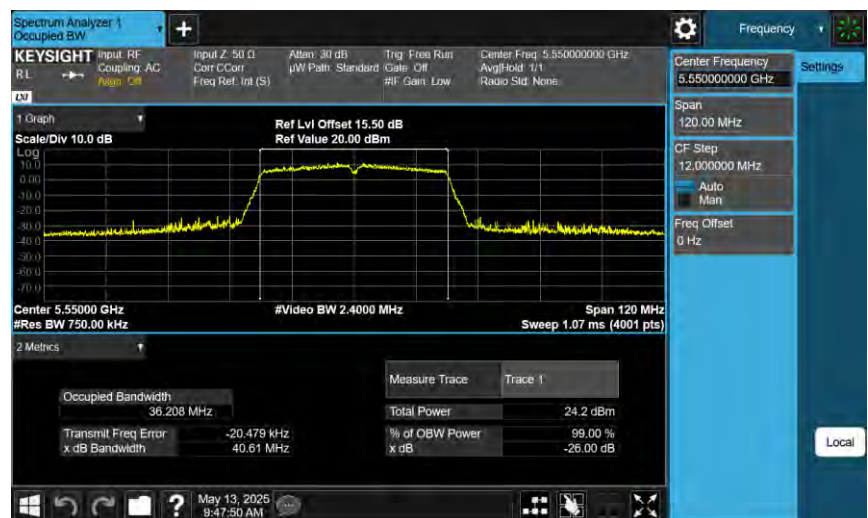 Spectrum Analyzer 1
Occupied BW
+
Frequency
KEYSIGHT
RL
LXI
Input: RF
Coupling: AC
Align: Off
Input Z: 50 Ω
Corr CCorr
Freq Ref: Int (S)
Atten: 30 dB
µW Path: Standard
Trig: Free Run
Gate: Off
#IF Gain: Low
Center Freq: 5.550000000 GHz
Avg|Hold: 1/1
Radio Std: None
Center Frequency
5.550000000 GHz
Settings
Span
120.00 MHz
CF Step
12.000000 MHz
Auto
Man
Freq Offset
0 Hz
1 Graph
Scale/Div 10.0 dB
Ref Lvl Offset 15.50 dB
Ref Value 20.00 dBm
Log
10.0
0.00
-10.0
-20.0
-30.0
-40.0
-50.0
-60.0
-70.0
Center 5.55000 GHz
#Res BW 750.00 kHz
#Video BW 2.4000 MHz
Span 120 MHz
Sweep 1.07 ms (4001 pts)
2 Metrics
Measure Trace Trace 1
Occupied Bandwidth
36.208 MHz
Total Power 24.2 dBm
Transmit Freq Error -20.479 kHz
% of OBW Power 99.00 %
x dB Bandwidth 40.61 MHz
x dB -26.00 dB
Local
?
May 13, 2025
9:47:50 AM